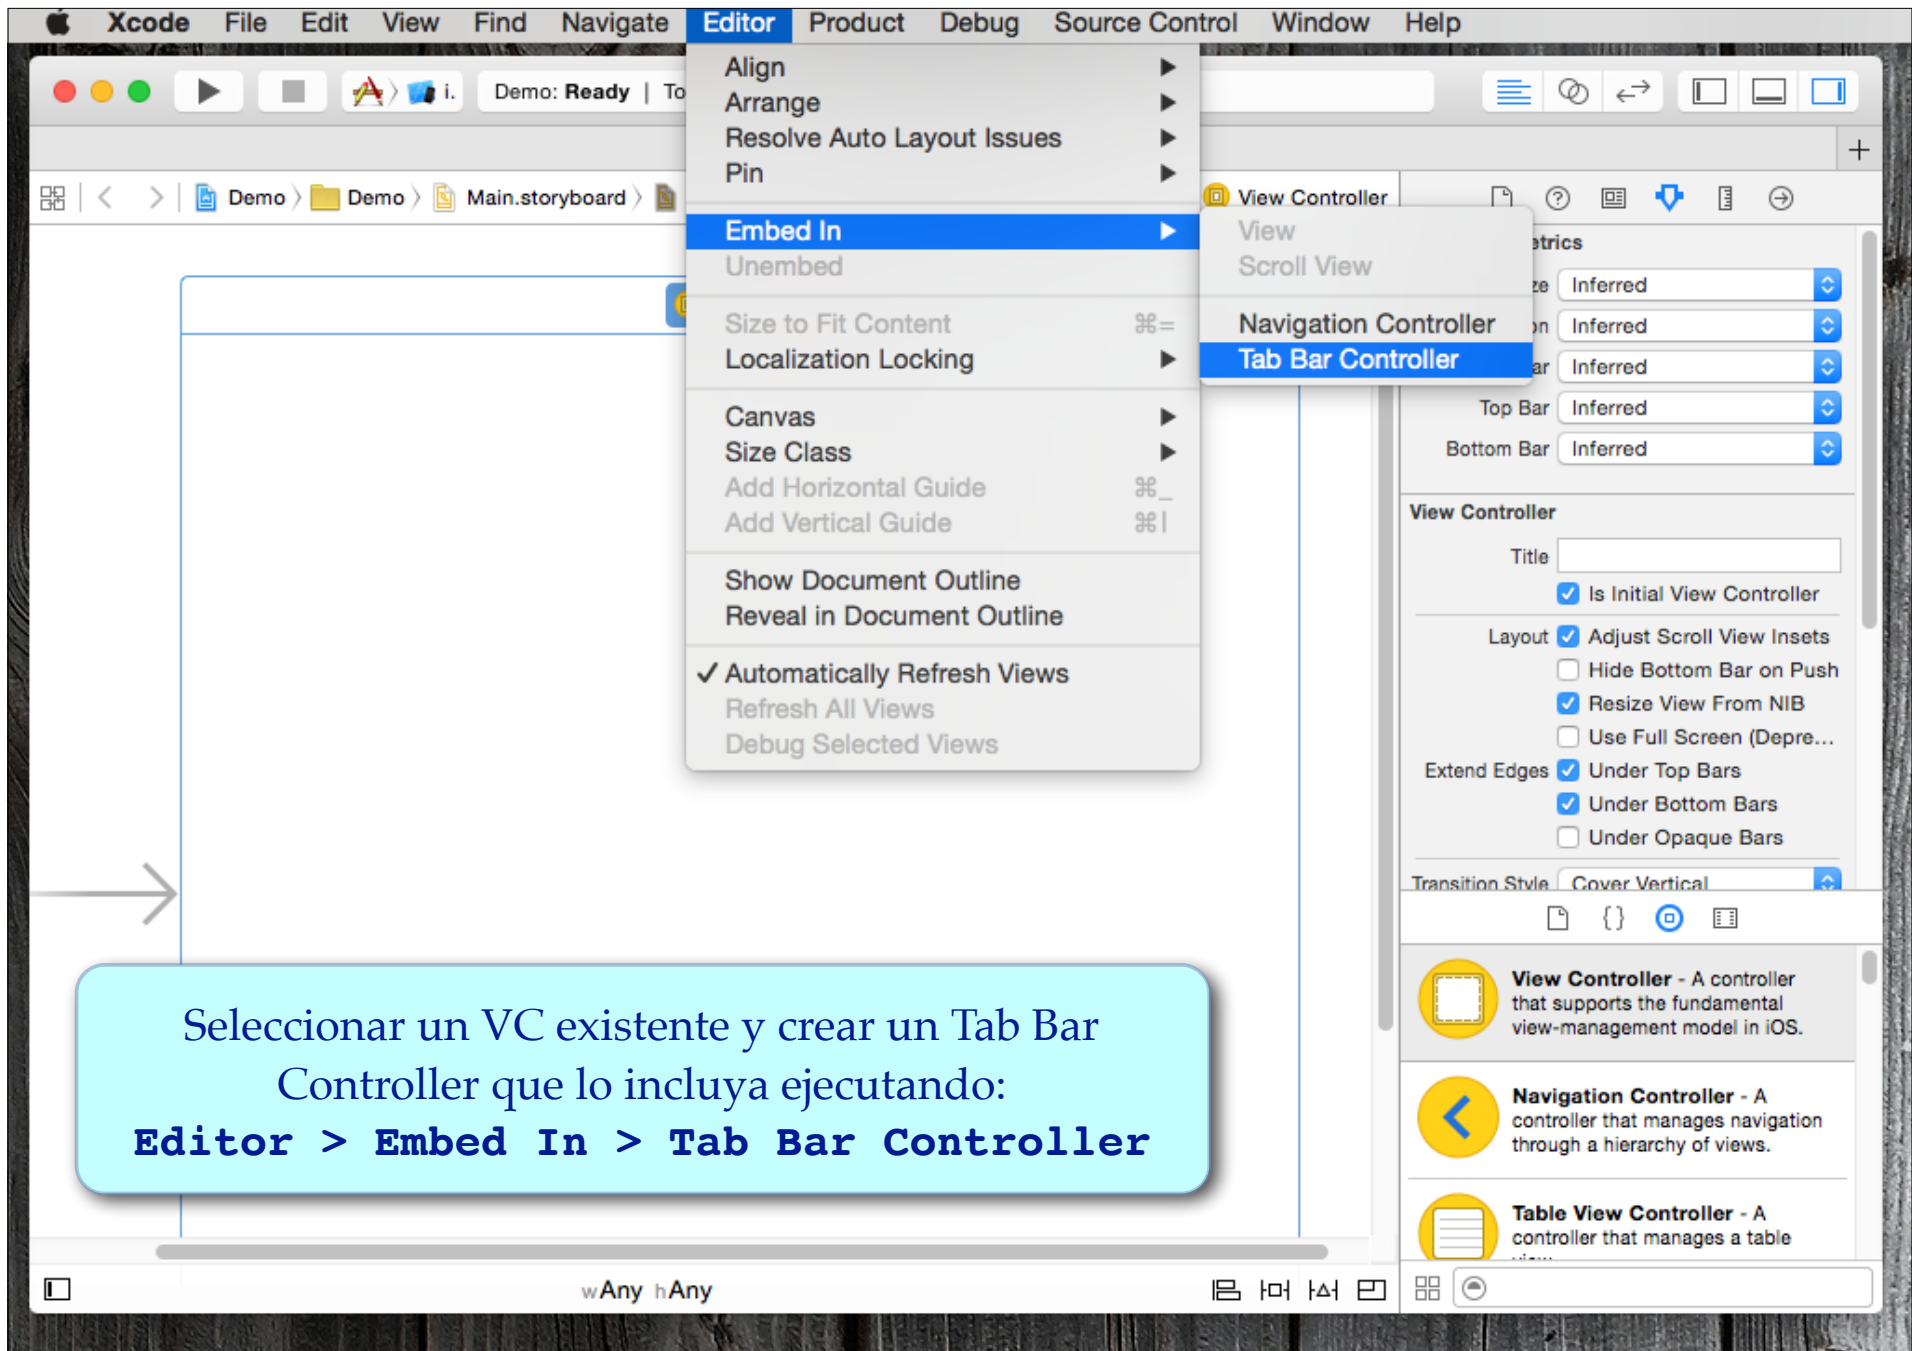 Xcode File Edit View Find Navigate Editor Product Debug Source Control Window Help
i. Demo: Ready | To
Align
Arrange
Resolve Auto Layout Issues
Pin
Embed In
Unembed
Size to Fit Content ⌘=
Localization Locking
Canvas
Size Class
Add Horizontal Guide ⌘_
Add Vertical Guide ⌘|
Show Document Outline
Reveal in Document Outline
✓ Automatically Refresh Views
Refresh All Views
Debug Selected Views
View
Scroll View
Navigation Controller
Tab Bar Controller
Demo Demo Main.storyboard View Controller
etrics
ze Inferred
on Inferred
ar Inferred
Top Bar Inferred
Bottom Bar Inferred
View Controller
Title
Is Initial View Controller
Layout Adjust Scroll View Insets
Hide Bottom Bar on Push
Resize View From NIB
Use Full Screen (Depre...
Extend Edges Under Top Bars
Under Bottom Bars
Under Opaque Bars
Transition Style Cover Vertical
{}
View Controller - A controller
that supports the fundamental
view-management model in iOS.
Navigation Controller - A
controller that manages navigation
through a hierarchy of views.
Table View Controller - A
controller that manages a table
Seleccionar un VC existente y crear un Tab Bar
Controller que lo incluya ejecutando:
Editor > Embed In > Tab Bar Controller
wAny hAny